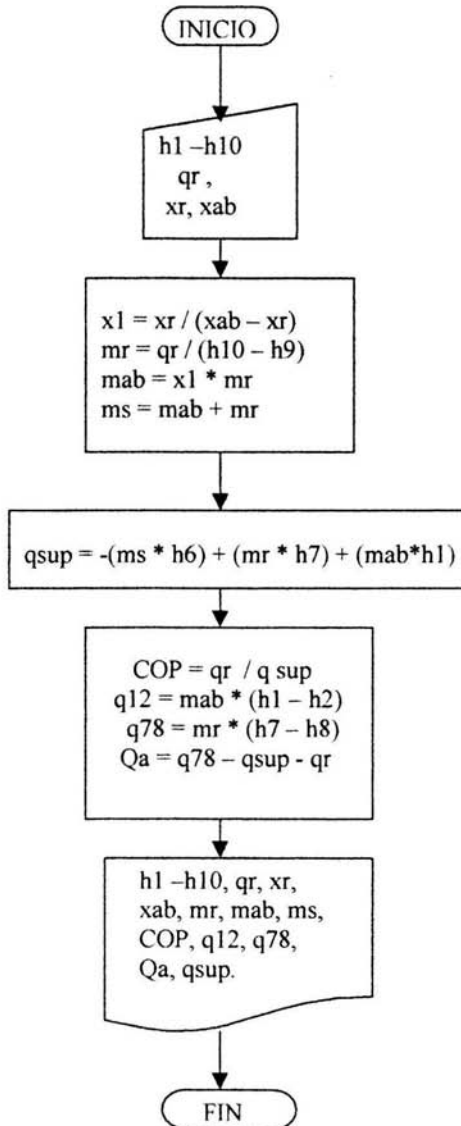 INICIO
h1 –h10
qr ,
xr, xab
x1 = xr / (xab – xr)
mr = qr / (h10 – h9)
mab = x1 * mr
ms = mab + mr
qsup = -(ms * h6) + (mr * h7) + (mab*h1)
COP = qr / q sup
q12 = mab * (h1 – h2)
q78 = mr * (h7 – h8)
Qa = q78 – qsup - qr
h1 –h10, qr, xr,
xab, mr, mab, ms,
COP, q12, q78,
Qa, qsup.
FIN